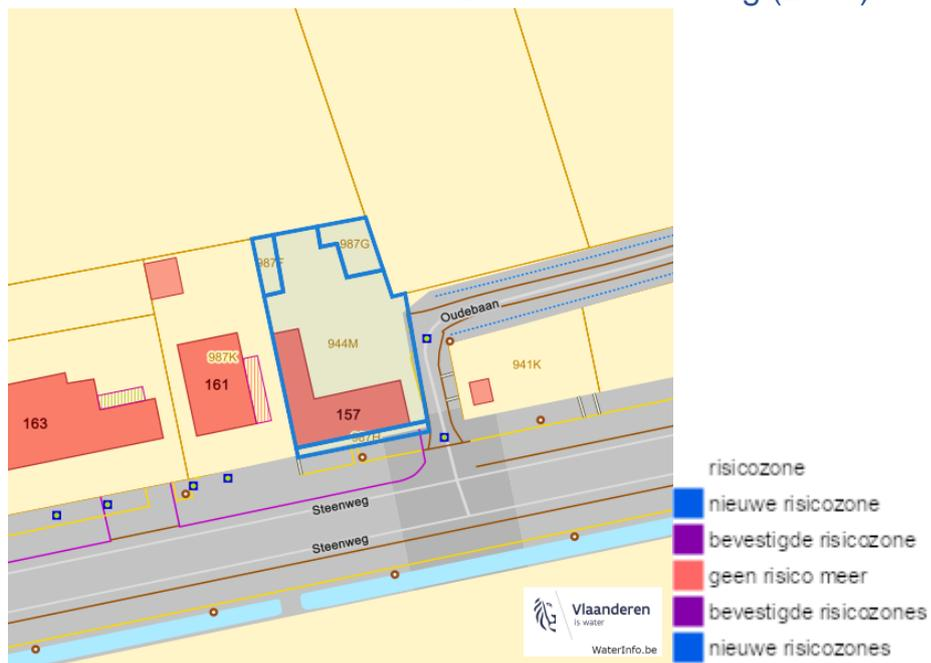 987F
987G
Oudebaan
944M
987K
161
941K
163
157
987H
Steenweg
Steenweg
Vlaanderen
is water
WaterInfo.be
risicozone
nieuwe risicozone
bevestigde risicozone
geen risico meer
bevestigde risicozones
nieuwe risicozones